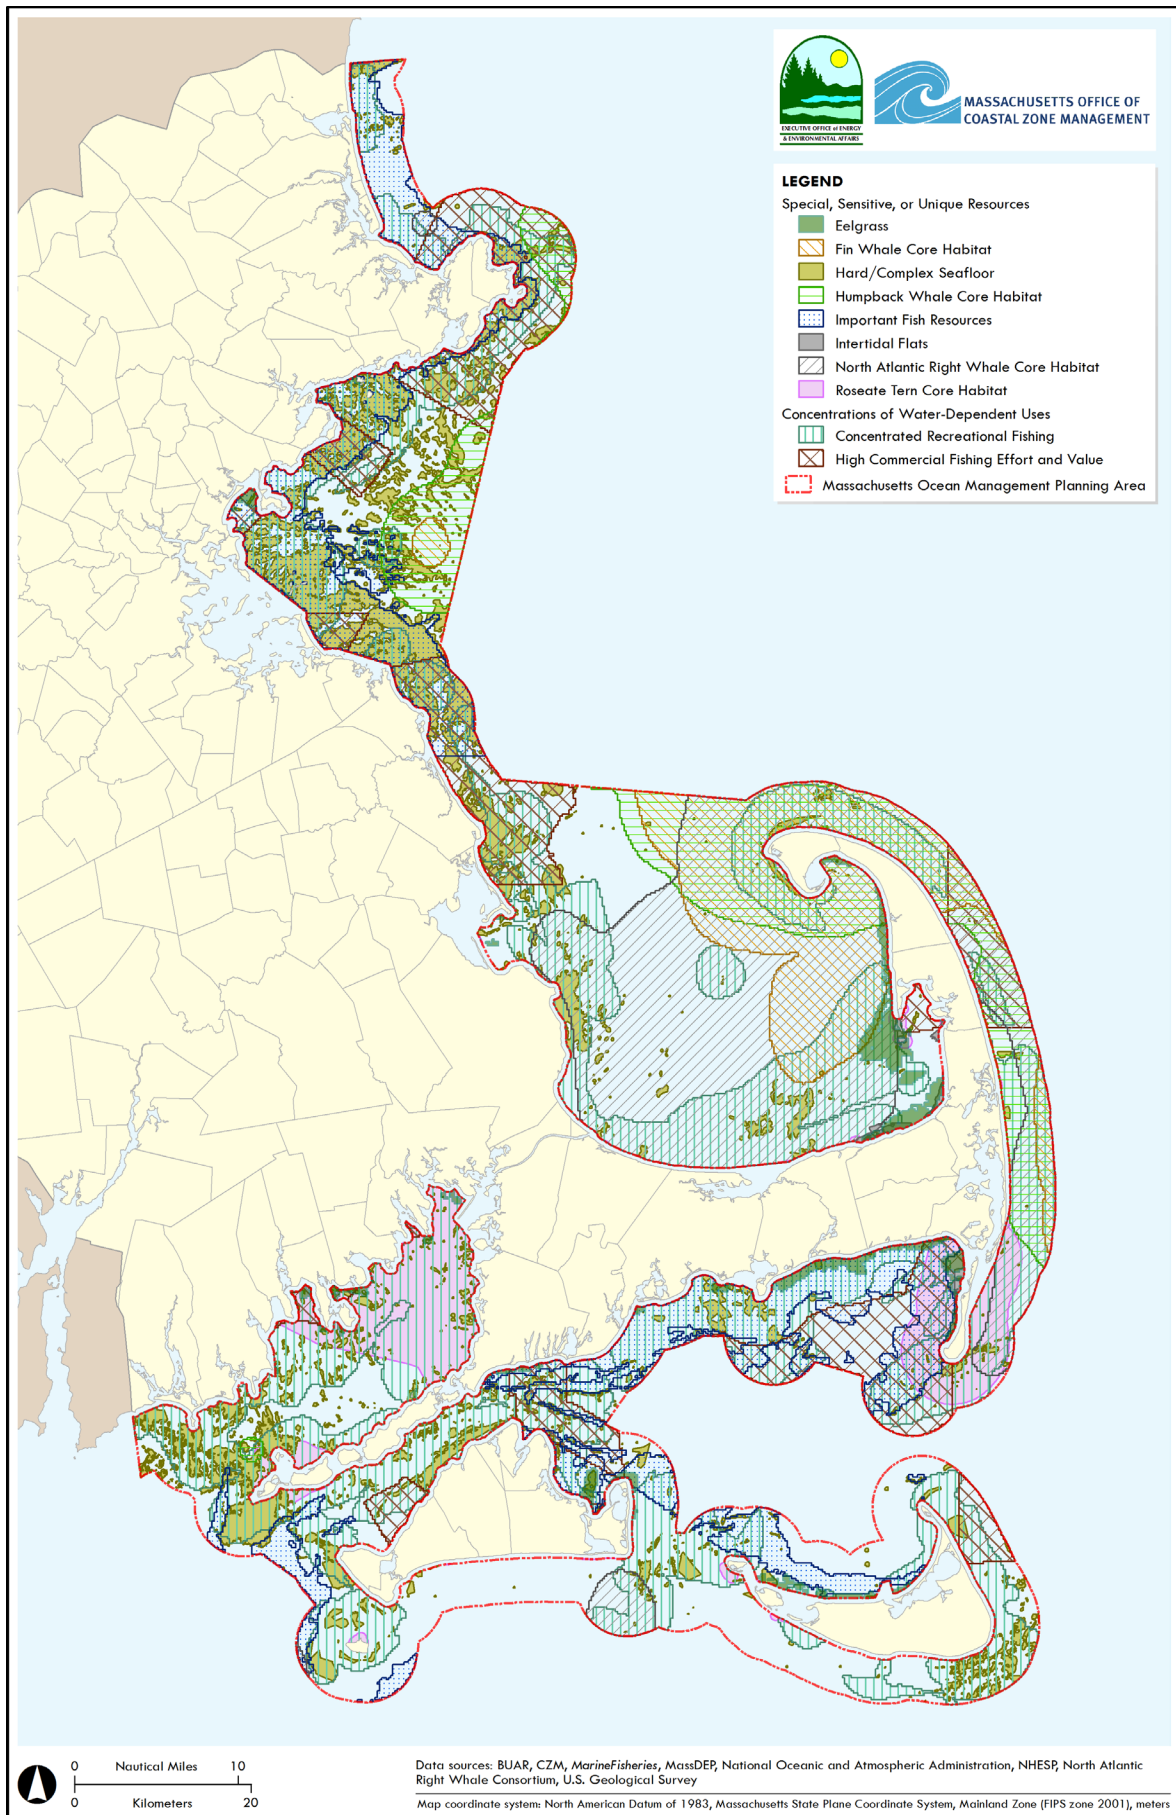 EXECUTIVE OFFICE of ENERGY
& ENVIRONMENTAL AFFAIRS
MASSACHUSETTS OFFICE OF
COASTAL ZONE MANAGEMENT
LEGEND
Special, Sensitive, or Unique Resources
Eelgrass
Fin Whale Core Habitat
Hard/Complex Seafloor
Humpback Whale Core Habitat
Important Fish Resources
Intertidal Flats
North Atlantic Right Whale Core Habitat
Roseate Tern Core Habitat
Concentrations of Water-Dependent Uses
Concentrated Recreational Fishing
High Commercial Fishing Effort and Value
Massachusetts Ocean Management Planning Area
0 Nautical Miles 10
0 Kilometers 20
Data sources: BUAR, CZM, MarineFisheries, MassDEP, National Oceanic and Atmospheric Administration, NHESP, North Atlantic
Right Whale Consortium, U.S. Geological Survey
Map coordinate system: North American Datum of 1983, Massachusetts State Plane Coordinate System, Mainland Zone (FIPS zone 2001), meters